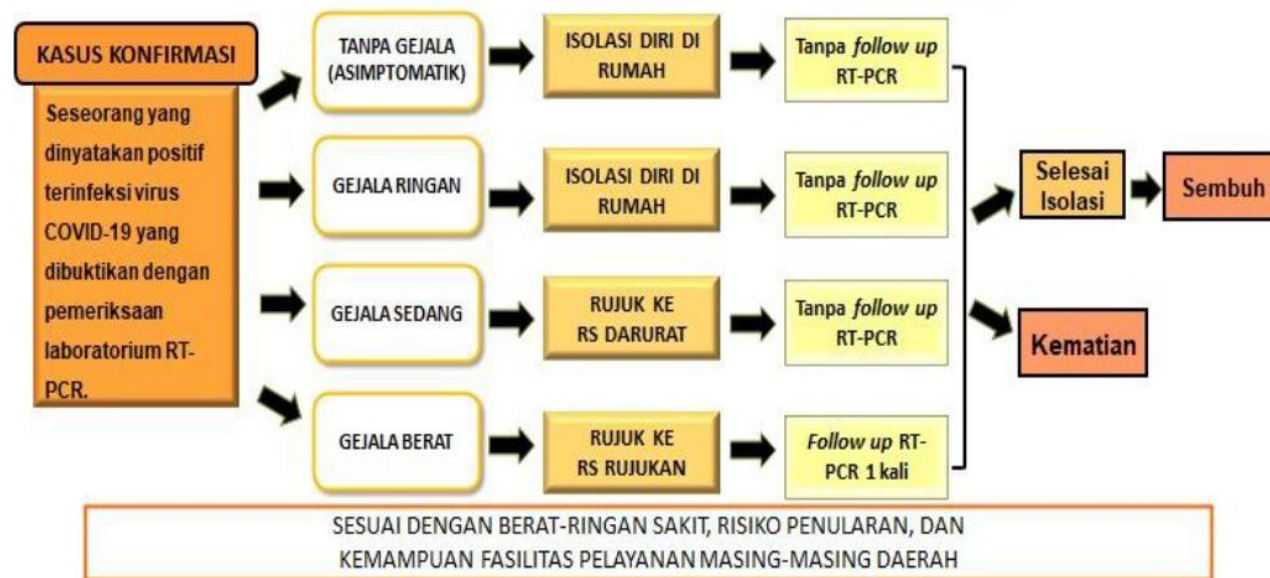 KASUS KONFIRMASI
Seseorang yang
dinyatakan positif
terinfeksi virus
COVID-19 yang
dibuktikan dengan
pemeriksaan
laboratorium RT-
PCR.
TANPA GEJALA
(ASIMPTOMATIK)
ISOLASI DIRI DI
RUMAH
Tanpa follow up
RT-PCR
GEJALA RINGAN
ISOLASI DIRI DI
RUMAH
Tanpa follow up
RT-PCR
GEJALA SEDANG
RUJUK KE
RS DARURAT
Tanpa follow up
RT-PCR
GEJALA BERAT
RUJUK KE
RS RUJUKAN
Follow up RT-
PCR 1 kali
Selesai
Isolasi
Sembuh
Kematian
SESUAI DENGAN BERAT-RINGAN SAKIT, RISIKO PENULARAN, DAN
KEMAMPUAN FASILITAS PELAYANAN MASING-MASING DAERAH